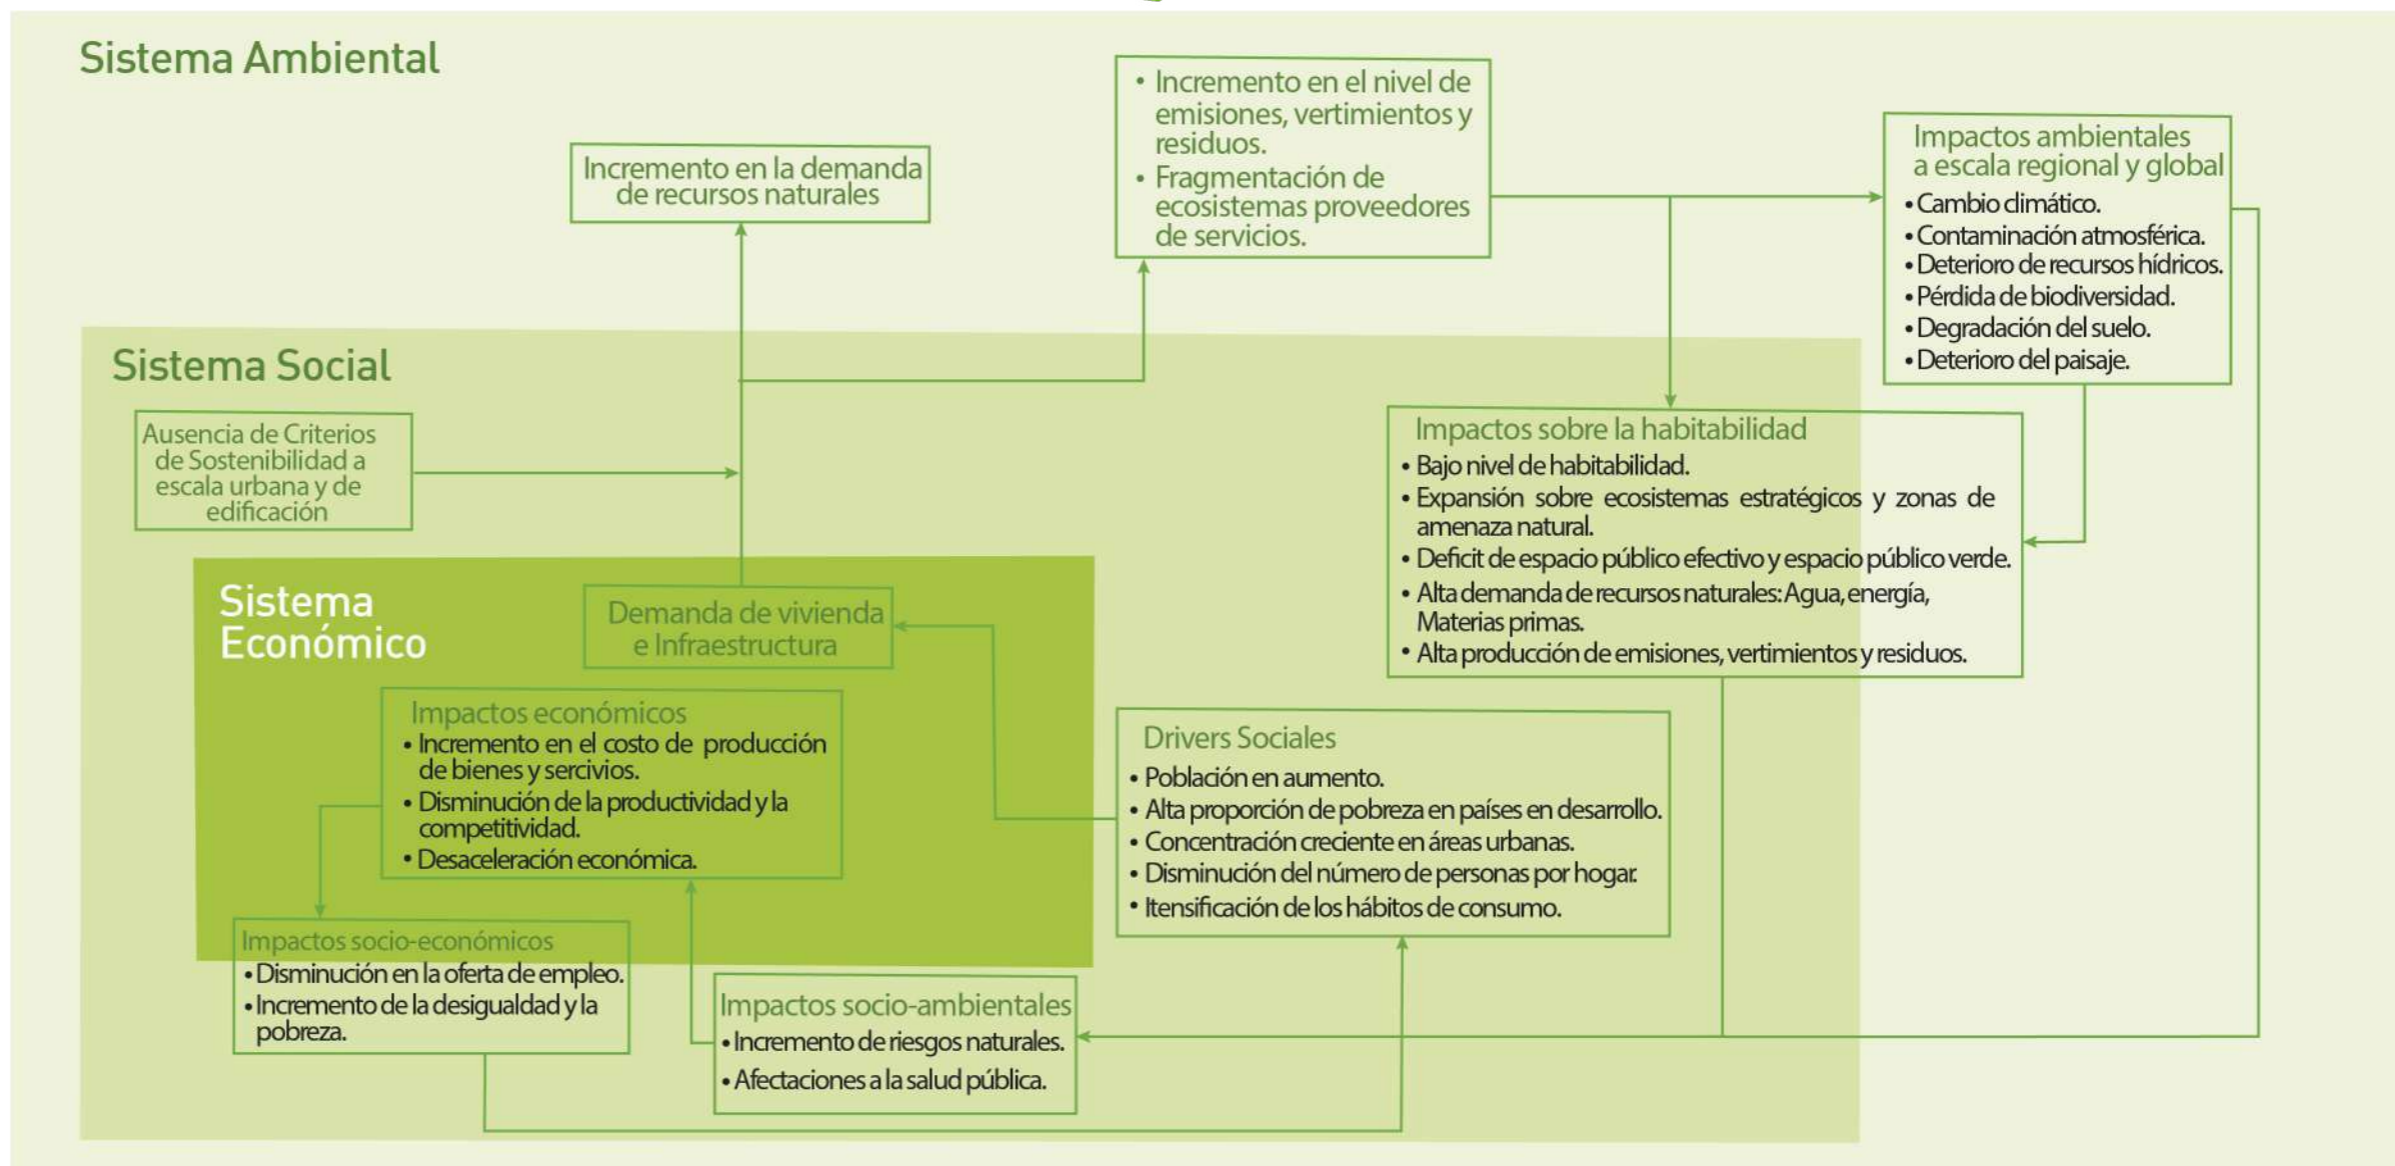 Sistema Ambiental
Incremento en la demanda
de recursos naturales
• Incremento en el nivel de
emisiones, vertimientos y
residuos.
• Fragmentación de
ecosistemas proveedores
de servicios.
Impactos ambientales
a escala regional y global
• Cambio climático.
• Contaminación atmosférica.
• Deterioro de recursos hídricos.
• Pérdida de biodiversidad.
• Degradación del suelo.
• Deterioro del paisaje.
Sistema Social
Ausencia de Criterios
de Sostenibilidad a
escala urbana y de
edificación
Impactos sobre la habitabilidad
• Bajo nivel de habitabilidad.
• Expansión sobre ecosistemas estratégicos y zonas de
amenaza natural.
• Deficit de espacio público efectivo y espacio público verde.
• Alta demanda de recursos naturales: Agua, energía,
Materias primas.
• Alta producción de emisiones, vertimientos y residuos.
Sistema
Económico
Demanda de vivienda
e Infraestructura
Impactos económicos
• Incremento en el costo de producción
de bienes y sercivios.
• Disminución de la productividad y la
competitividad.
• Desaceleración económica.
Drivers Sociales
• Población en aumento.
• Alta proporción de pobreza en países en desarrollo.
• Concentración creciente en áreas urbanas.
• Disminución del número de personas por hogar.
• Itensificación de los hábitos de consumo.
Impactos socio-económicos
• Disminución en la oferta de empleo.
• Incremento de la desigualdad y la
pobreza.
Impactos socio-ambientales
• Incremento de riesgos naturales.
• Afectaciones a la salud pública.